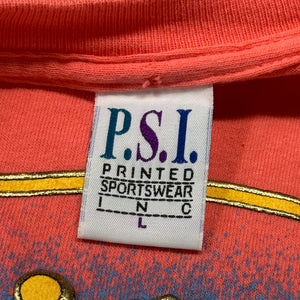 P.S.I.
PRINTED
SPORTSWEAR
INC
L